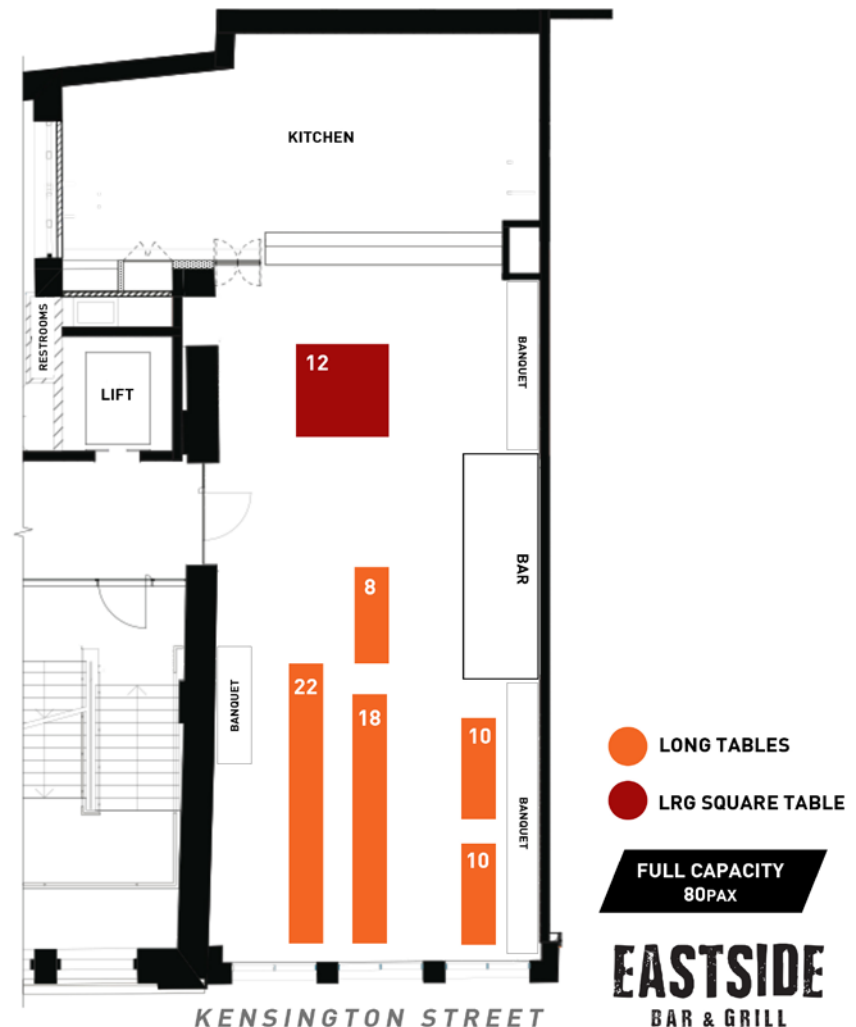 KITCHEN
RESTROOMS
LIFT
12
BANQUET
BAR
8
22
18
10
BANQUET
10
BANQUET
LONG TABLES
LRG SQUARE TABLE
FULL CAPACITY
80PAX
EASTSIDE
BAR & GRILL
KENSINGTON STREET